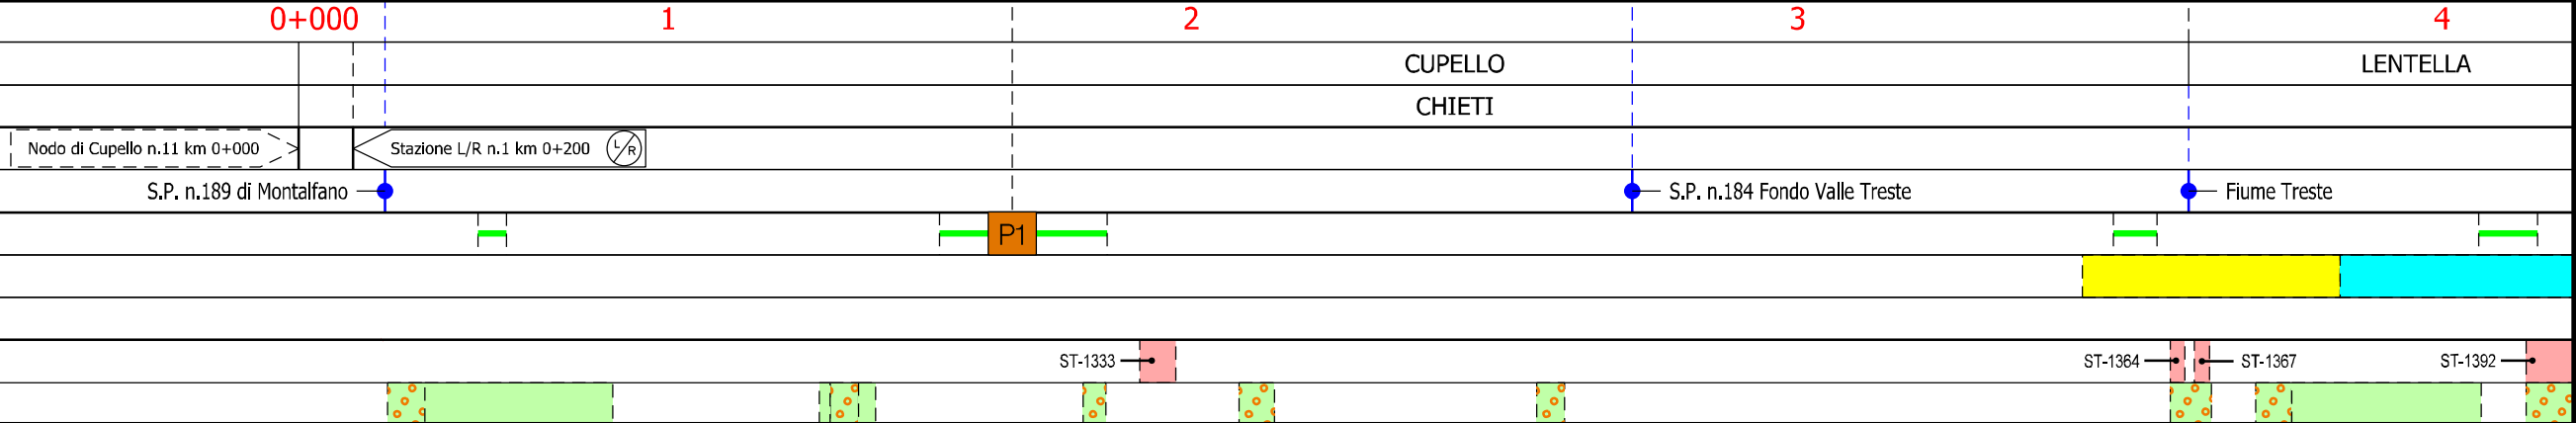 0+000 1 2 3 4
CUPELLO LENTELLA
CHIETI
Nodo di Cupello n.11 km 0+000 Stazione L/R n.1 km 0+200 L/R
S.P. n.189 di Montalfano S.P. n.184 Fondo Valle Treste Fiume Treste
P1
ST-1333 ST-1364 ST-1367 ST-1392